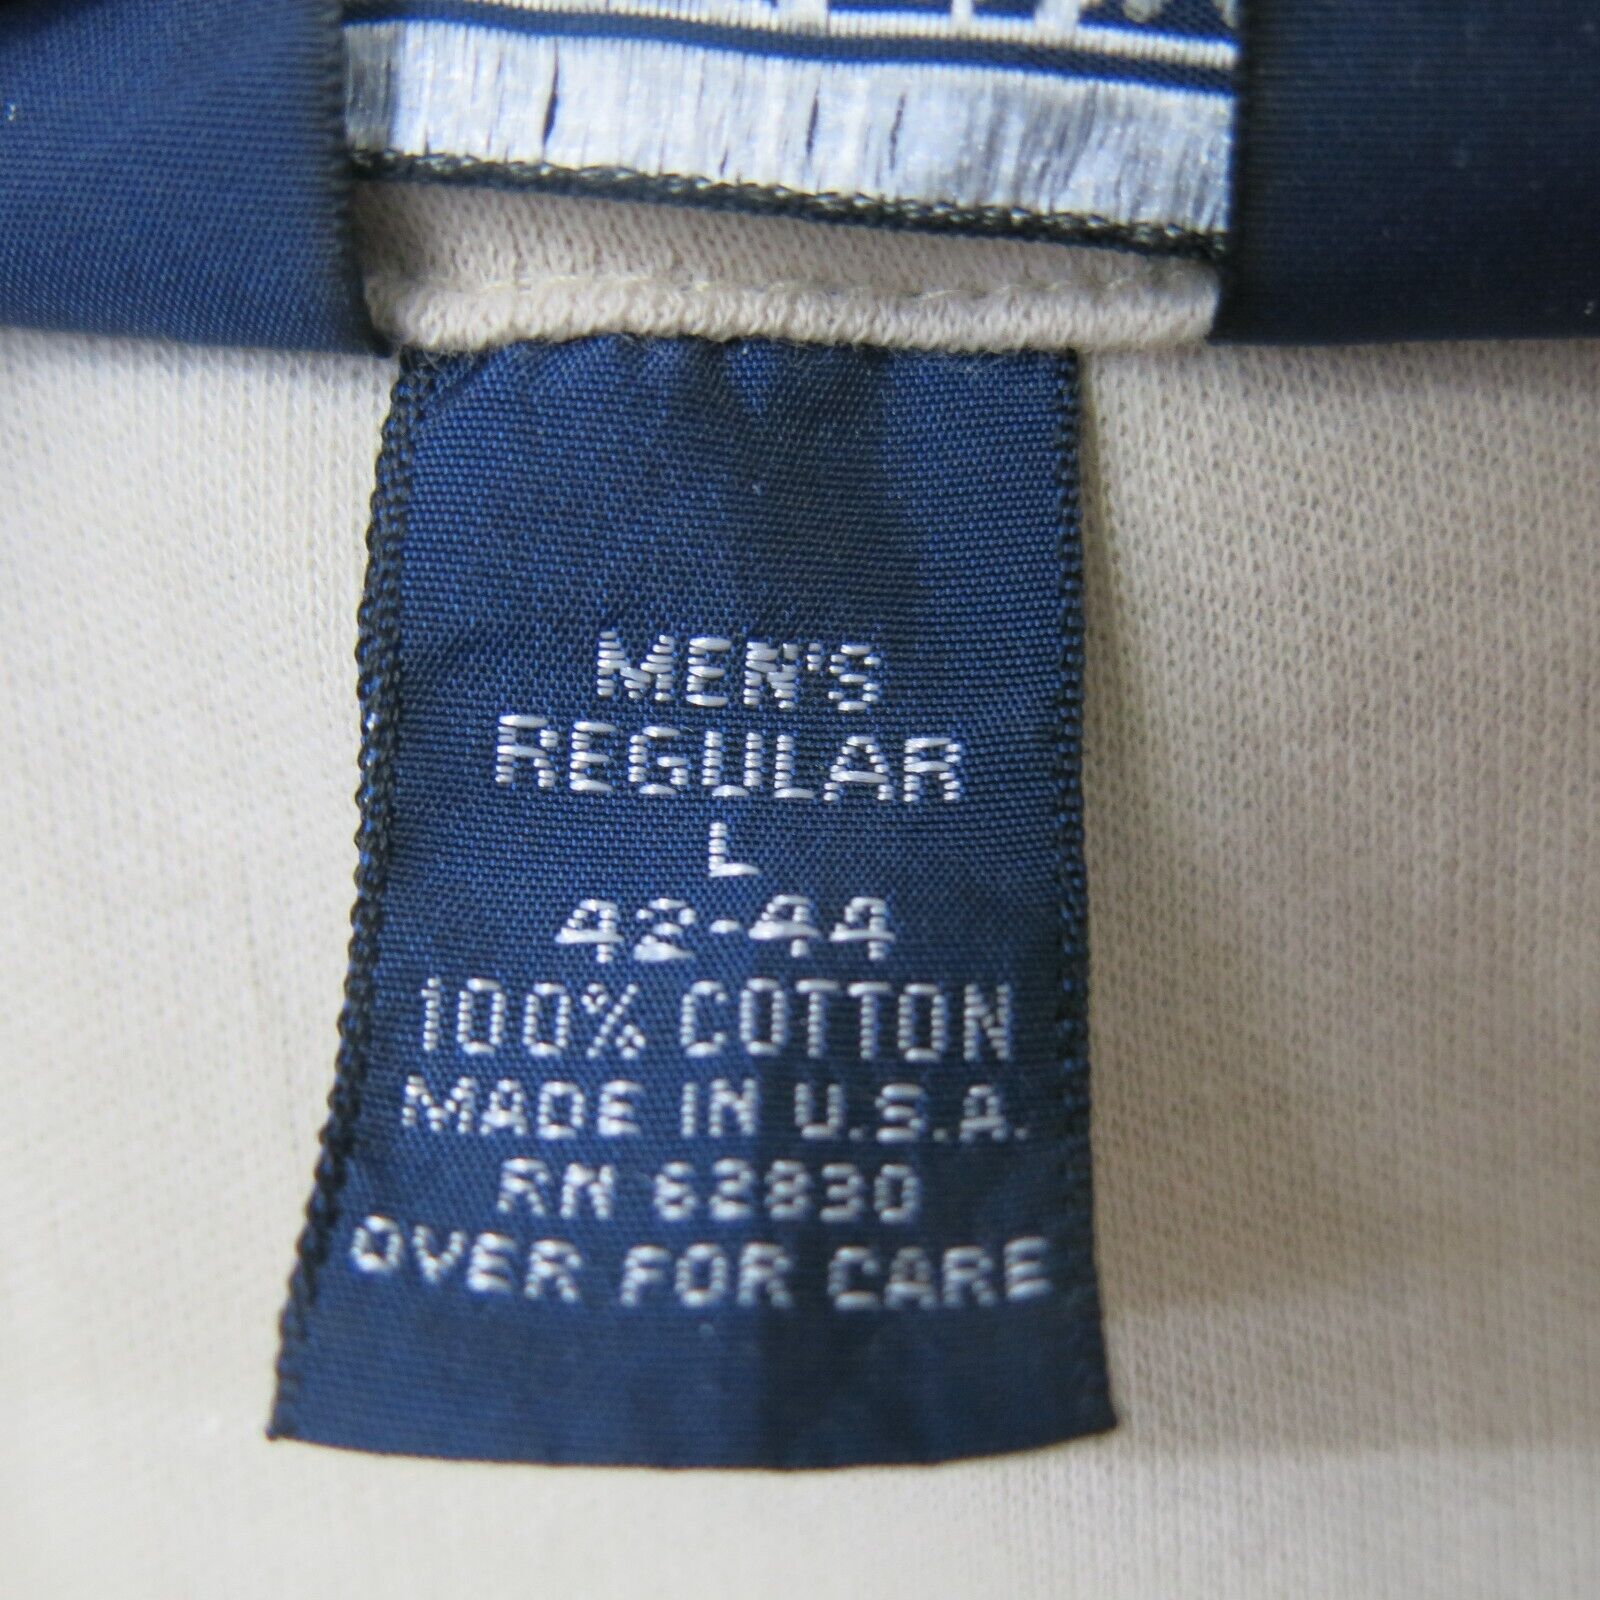 MEN'S
REGULAR
L
42-44
100% COTTON
MADE IN U.S.A.
RN 62830
OVER FOR CARE